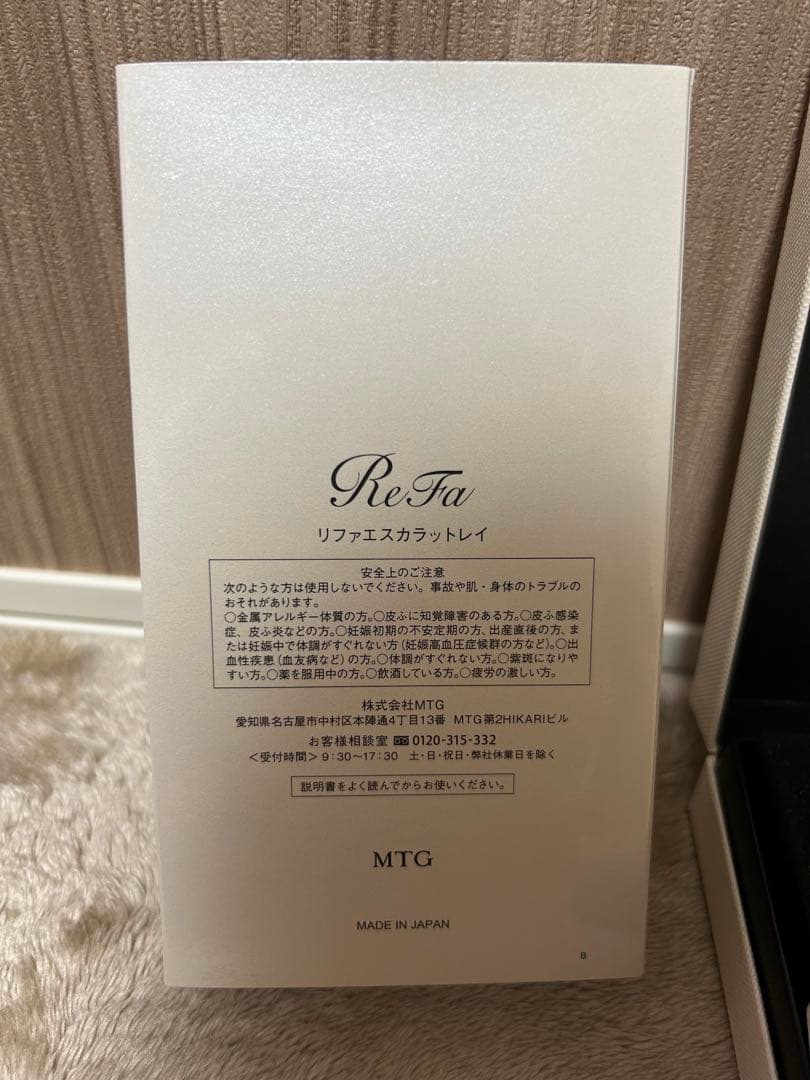 ReFa
リファエスカラットレイ
安全上のご注意
次のような方は使用しないでください。事故や肌・身体のトラブルの
おそれがあります。
○金属アレルギー体質の方。○皮ふに知覚障害のある方。○皮ふ感染
症、皮ふ炎などの方。○妊娠初期の不安定期の方、出産直後の方、ま
たは妊娠中で体調がすぐれない方(妊娠高血圧症候群の方など)。○出
血性疾患(血友病など)の方。○体調がすぐれない方。○紫斑になりや
すい方。○薬を服用中の方。○飲酒している方。○疲労の激しい方。
株式会社MTG
愛知県名古屋市中村区本陣通4丁目13番 MTG第2HIKARIビル
お客様相談室 0120-315-332
<受付時間> 9:30〜17:30 土・日・祝日・弊社休業日を除く
説明書をよく読んでからお使いください。
MTG
MADE IN JAPAN
B